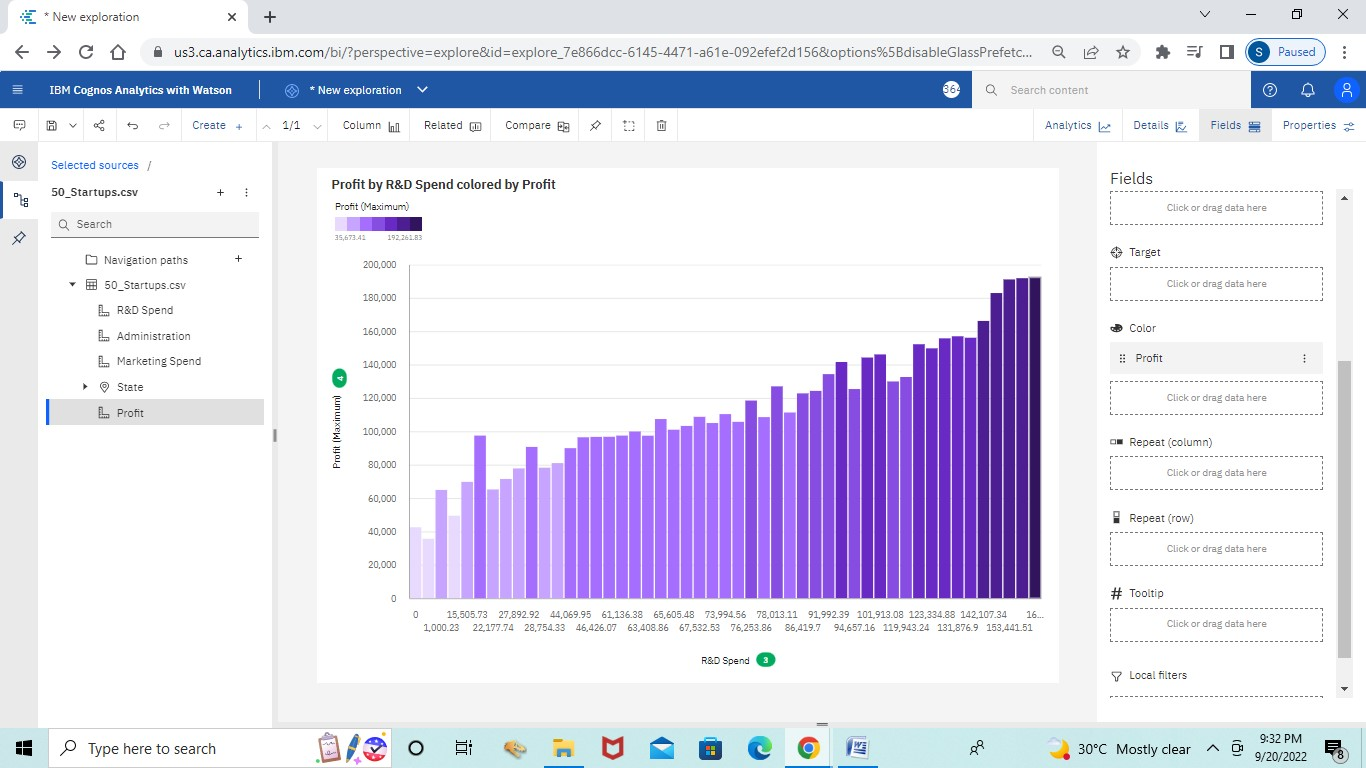 * New exploration
us3.ca.analytics.ibm.com/bi/?perspective=explore&id=explore_7e866dcc-6145-4471-a61e-092efef2d156&options%5BdisableGlassPrefetc...
S Paused
IBM Cognos Analytics with Watson
* New exploration
364
Search content
Create +
1/1
Column
Related
Compare
Analytics
Details
Fields
Properties
Selected sources /
50_Startups.csv
Search
Navigation paths
50_Startups.csv
R&D Spend
Administration
Marketing Spend
State
Profit
Profit by R&D Spend colored by Profit
Profit (Maximum)
35,673.41 192,261.83
200,000
180,000
160,000
140,000
120,000
100,000
80,000
60,000
40,000
20,000
0
Profit (Maximum) 4
0 15,505.73 27,892.92 44,069.95 61,136.38 65,605.48 73,994.56 78,013.11 91,992.39 101,913.08 123,334.88 142,107.34 16...
1,000.23 22,177.74 28,754.33 46,426.07 63,408.86 67,532.53 76,253.86 86,419.7 94,657.16 119,943.24 131,876.9 153,441.51
R&D Spend 3
Fields
Click or drag data here
Target
Click or drag data here
Color
Profit
Click or drag data here
Repeat (column)
Click or drag data here
Repeat (row)
Click or drag data here
Tooltip
Click or drag data here
Local filters
Type here to search
30°C Mostly clear
9:32 PM
9/20/2022
8